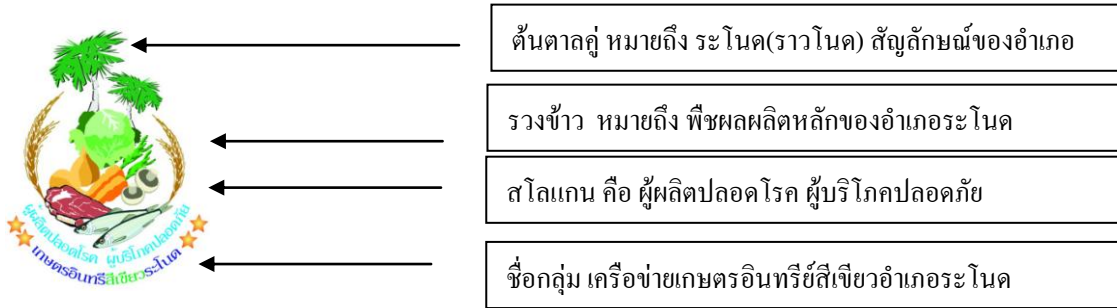 ต้นตาลคู่ หมายถึง ระโนด(ราวโนด) สัญลักษณ์ของอำเภอ
รวงข้าว หมายถึง พืชผลผลิตหลักของอำเภอระโนด
สโลแกน คือ ผู้ผลิตปลอดโรค ผู้บริโภคปลอดภัย
ชื่อกลุ่ม เครือข่ายเกษตรอินทรีย์สีเขียวอำเภอระโนด
ผู้ผลิตปลอดโรค ผู้บริโภคปลอดภัย
เกษตรอินทรีสีเขียวระโนด